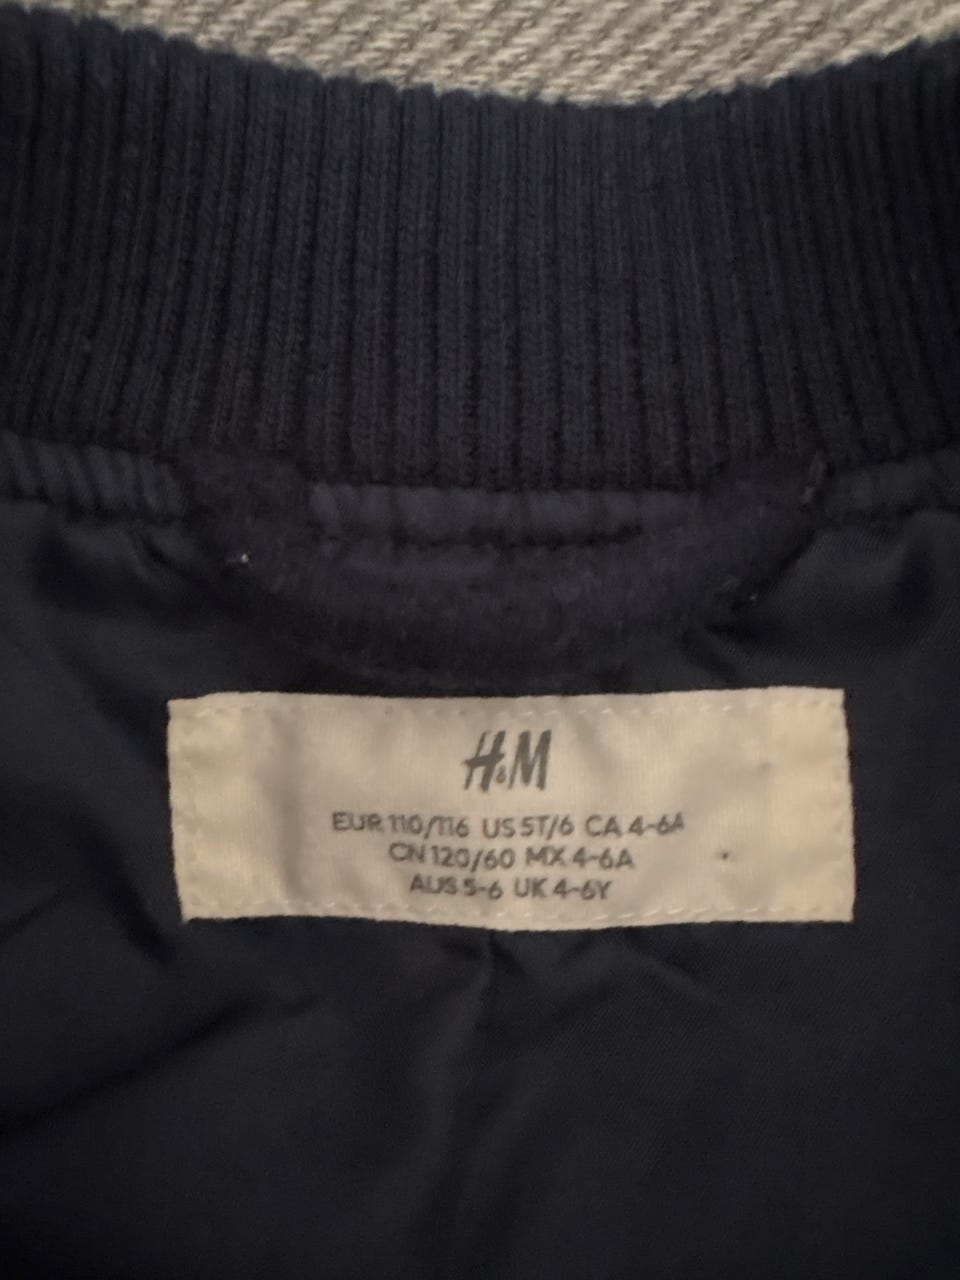 H&M
EUR 110/116 US 5T/6 CA 4-6A
CN 120/60 MX 4-6A
AUS 5-6 UK 4-6Y